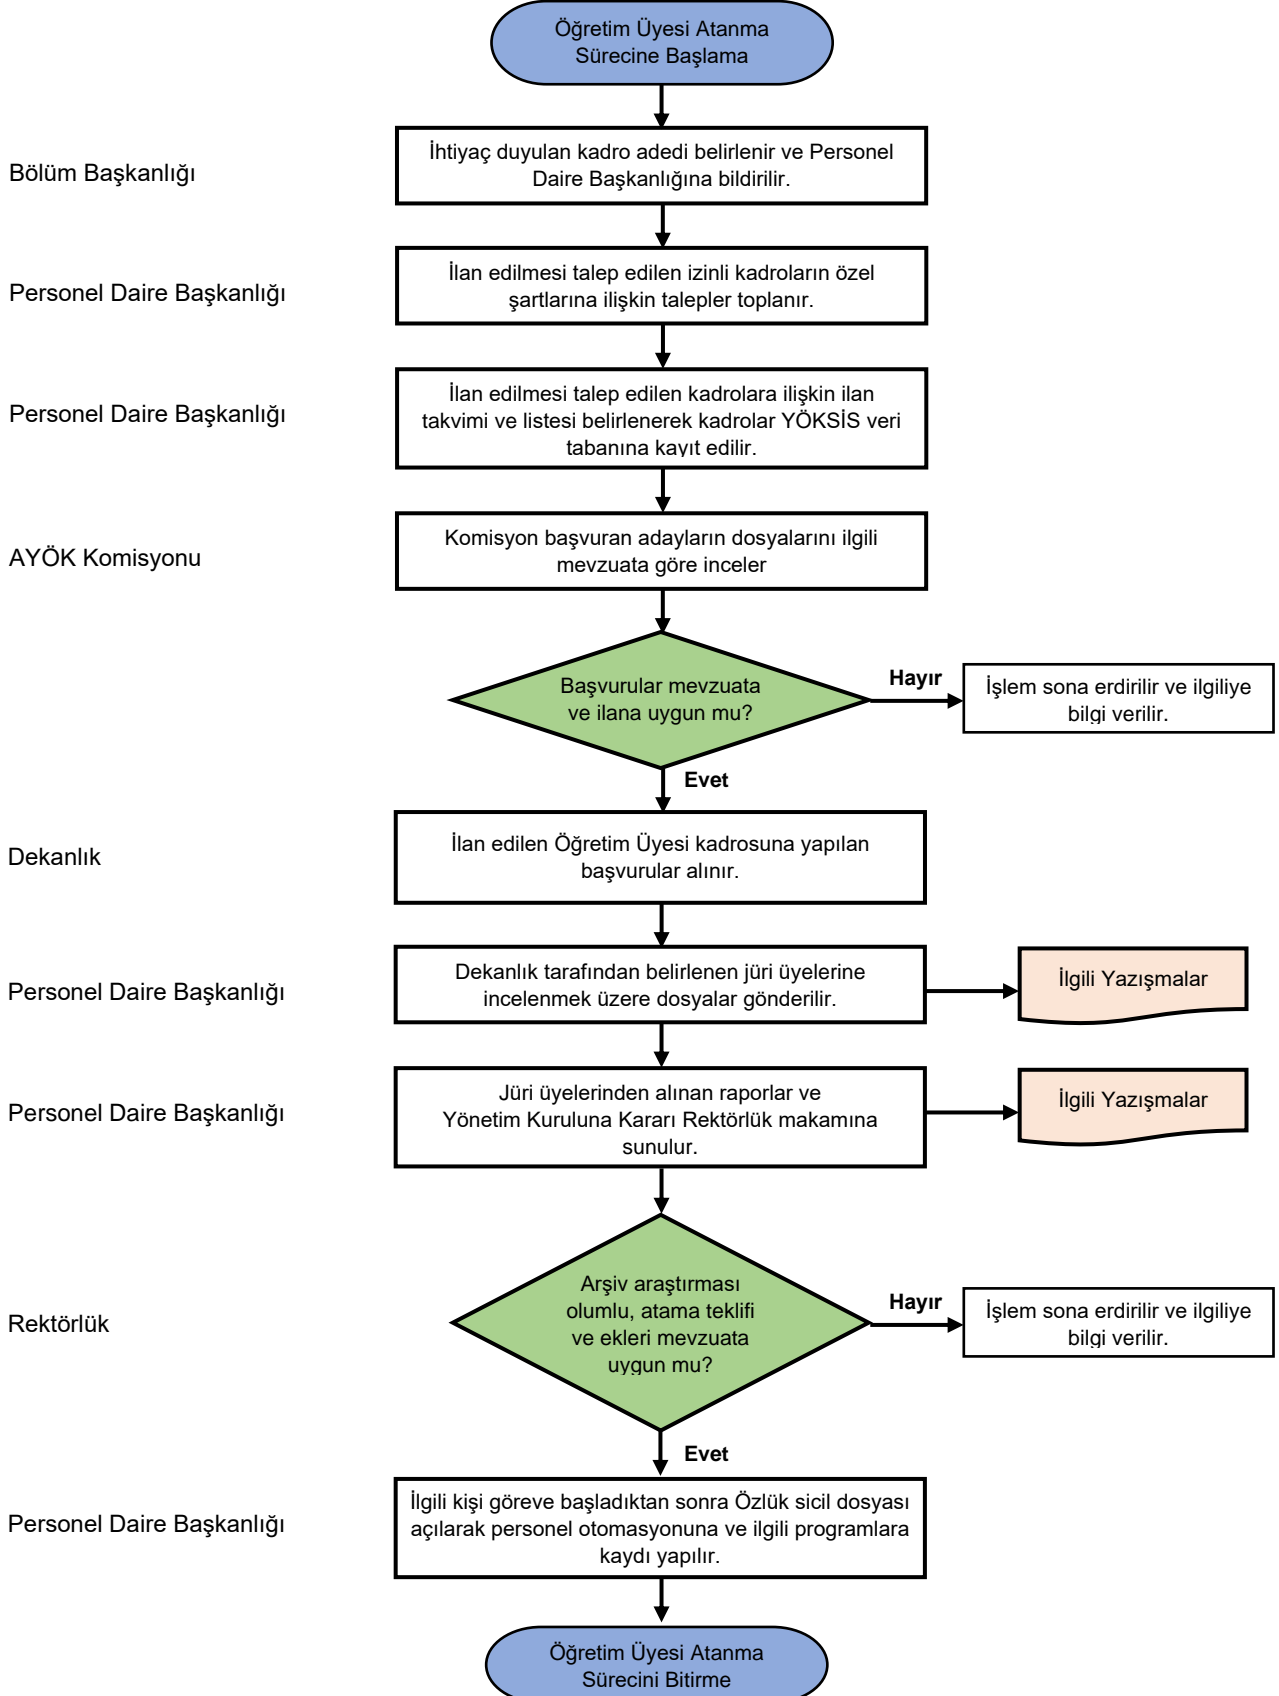 Öğretim Üyesi Atanma
Sürecine Başlama
Bölüm Başkanlığı
İhtiyaç duyulan kadro adedi belirlenir ve Personel
Daire Başkanlığına bildirilir.
Personel Daire Başkanlığı
İlan edilmesi talep edilen izinli kadroların özel
şartlarına ilişkin talepler toplanır.
Personel Daire Başkanlığı
İlan edilmesi talep edilen kadrolara ilişkin ilan
takvimi ve listesi belirlenerek kadrolar YÖKSİS veri
tabanına kayıt edilir.
AYÖK Komisyonu
Komisyon başvuran adayların dosyalarını ilgili
mevzuata göre inceler
Başvurular mevzuata
ve ilana uygun mu?
Hayır
İşlem sona erdirilir ve ilgiliye
bilgi verilir.
Evet
Dekanlık
İlan edilen Öğretim Üyesi kadrosuna yapılan
başvurular alınır.
Personel Daire Başkanlığı
Dekanlık tarafından belirlenen jüri üyelerine
incelenmek üzere dosyalar gönderilir.
İlgili Yazışmalar
Personel Daire Başkanlığı
Jüri üyelerinden alınan raporlar ve
Yönetim Kuruluna Kararı Rektörlük makamına
sunulur.
İlgili Yazışmalar
Rektörlük
Arşiv araştırması
olumlu, atama teklifi
ve ekleri mevzuata
uygun mu?
Hayır
İşlem sona erdirilir ve ilgiliye
bilgi verilir.
Evet
Personel Daire Başkanlığı
İlgili kişi göreve başladıktan sonra Özlük sicil dosyası
açılarak personel otomasyonuna ve ilgili programlara
kaydı yapılır.
Öğretim Üyesi Atanma
Sürecini Bitirme